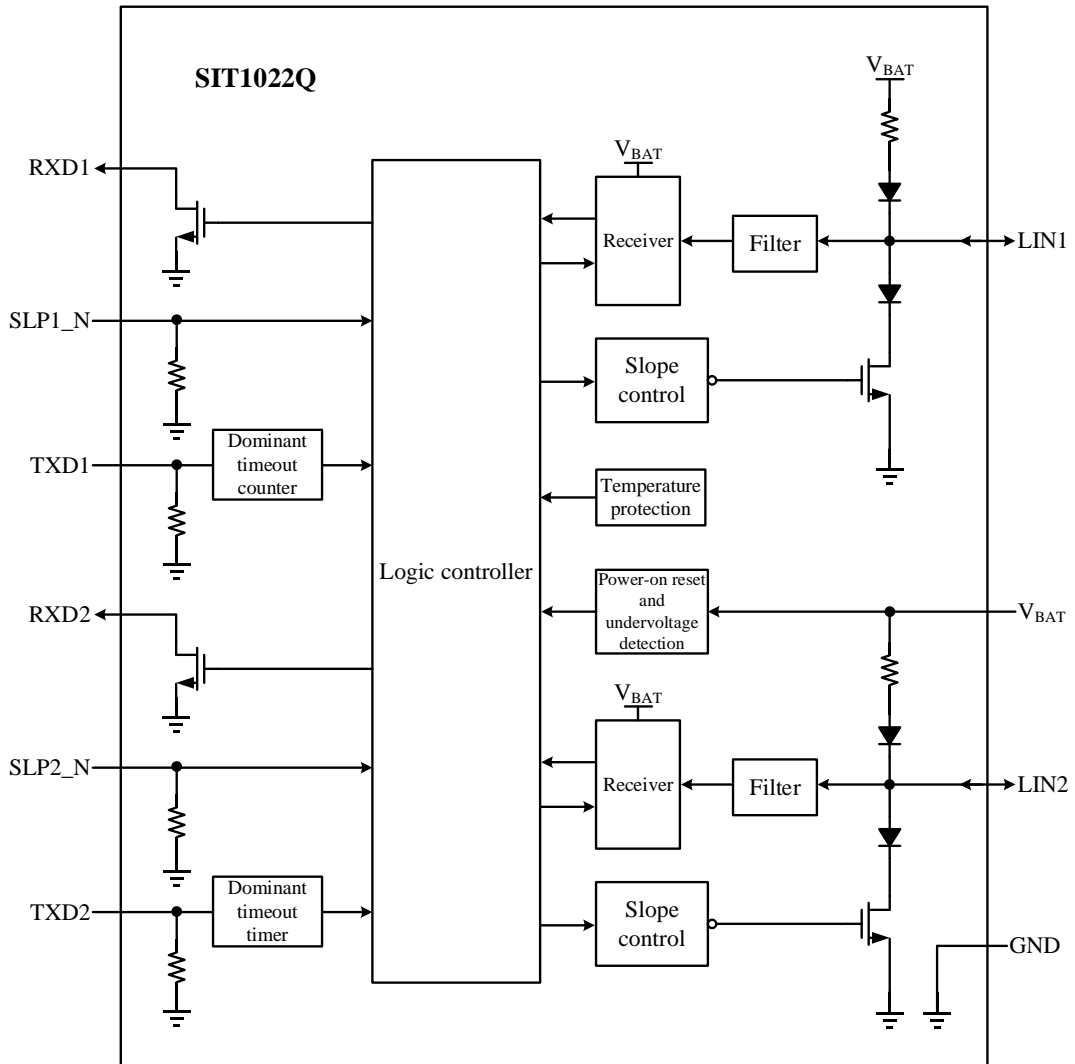 SIT1022Q
V_BAT
RXD1
V_BAT
Receiver
Filter
LIN1
SLP1_N
Slope
control
TXD1
Dominant
timeout
counter
Temperature
protection
Logic controller
RXD2
Power-on reset
and
undervoltage
detection
V_BAT
V_BAT
SLP2_N
Receiver
Filter
LIN2
TXD2
Dominant
timeout
timer
Slope
control
GND